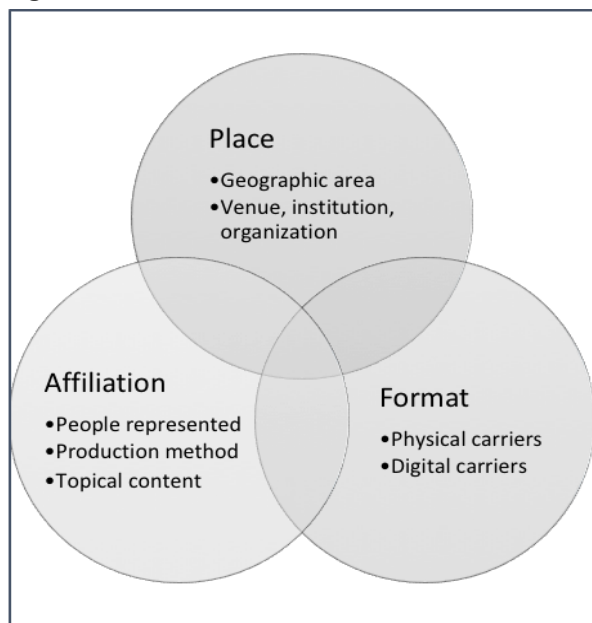 Place
•Geographic area
•Venue, institution,
organization
Affiliation
•People represented
•Production method
•Topical content
Format
•Physical carriers
•Digital carriers